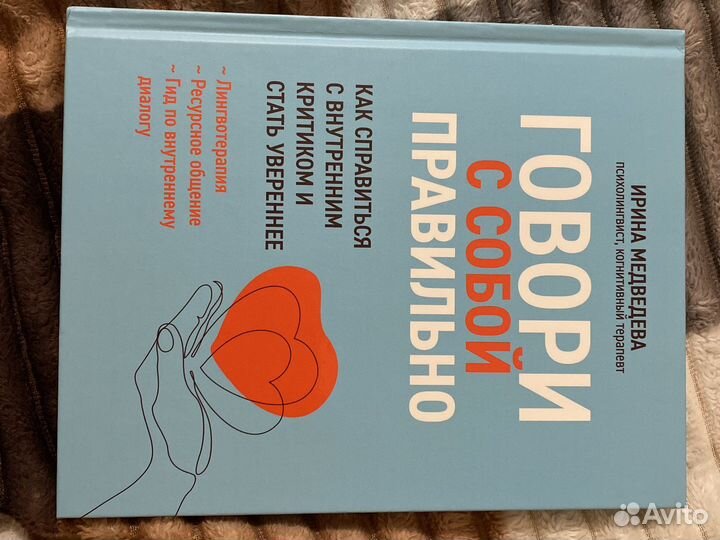 ИРИНА МЕДВЕДЕВА
ПСИХОЛИНГВИСТ, КОГНИТИВНЫЙ ТЕРАПЕВТ
ГОВОРИ
С СОБОЙ
ПРАВИЛЬНО
КАК СПРАВИТЬСЯ
С ВНУТРЕННИМ
КРИТИКОМ И
СТАТЬ УВЕРЕННЕЕ
~ Лингвотерапия
~ Ресурсное общение
~ Гид по внутреннему
диалогу
Avito